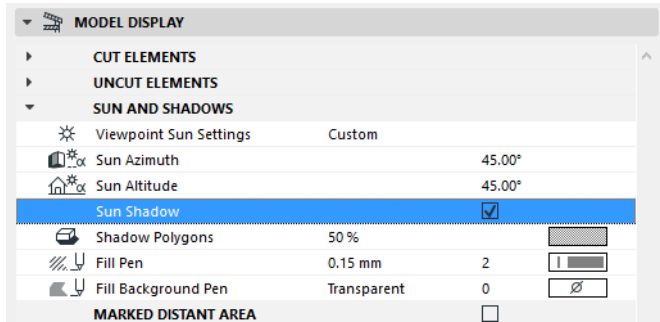 MODEL DISPLAY
CUT ELEMENTS
UNCUT ELEMENTS
SUN AND SHADOWS
Viewpoint Sun Settings Custom
α Sun Azimuth 45.00°
α Sun Altitude 45.00°
Sun Shadow
Shadow Polygons 50 %
Fill Pen 0.15 mm 2
Fill Background Pen Transparent 0
MARKED DISTANT AREA